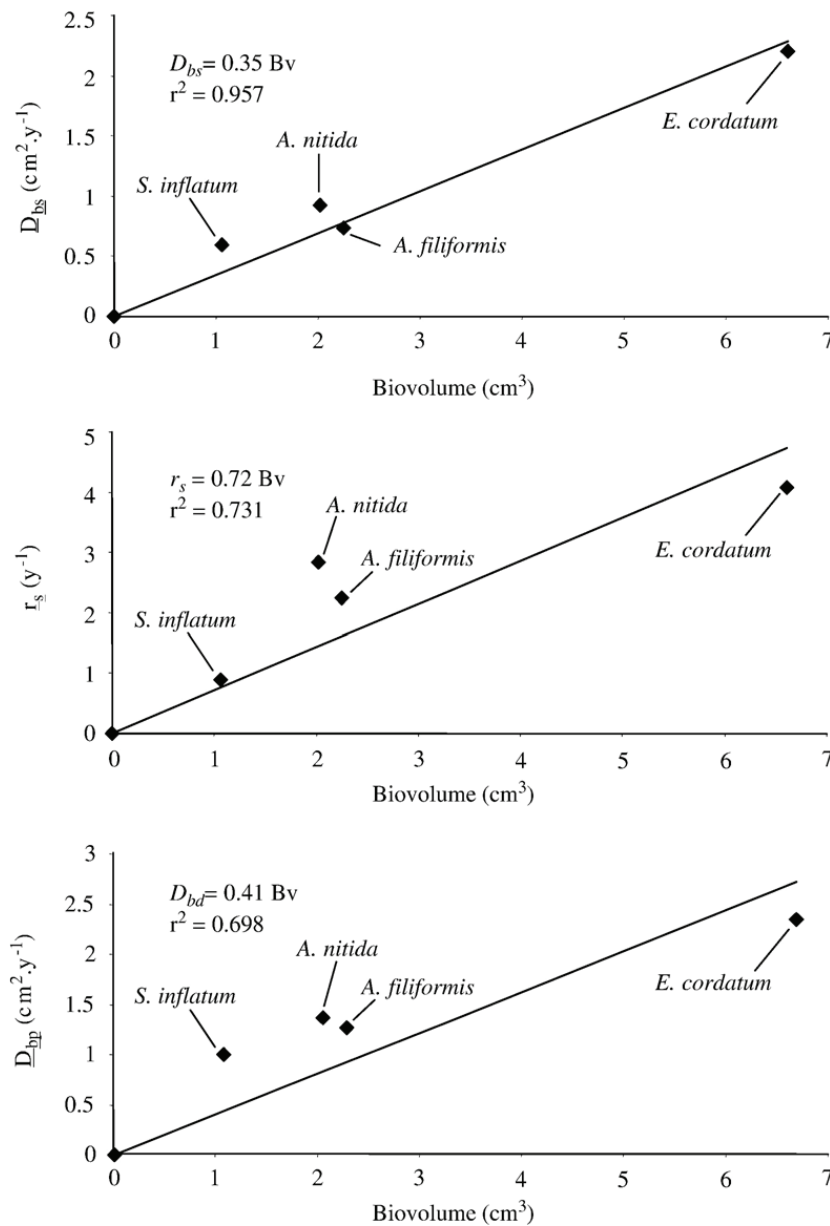 2.5
D_bs = 0.35 Bv
r² = 0.957
2
E. cordatum
A. nitida
1.5
S. inflatum
1
A. filiformis
0.5
0
D_bs (cm².y⁻¹)
0 1 2 3 4 5 6 7
Biovolume (cm³)
5
r_s = 0.72 Bv
r² = 0.731
4
A. nitida
E. cordatum
3
A. filiformis
2
S. inflatum
1
0
r_s (y⁻¹)
0 1 2 3 4 5 6 7
Biovolume (cm³)
3
D_bd= 0.41 Bv
r² = 0.698
2.5
A. nitida
2
S. inflatum
A. filiformis
E. cordatum
1.5
1
0.5
0
D_bp (cm².y⁻¹)
0 1 2 3 4 5 6 7
Biovolume (cm³)